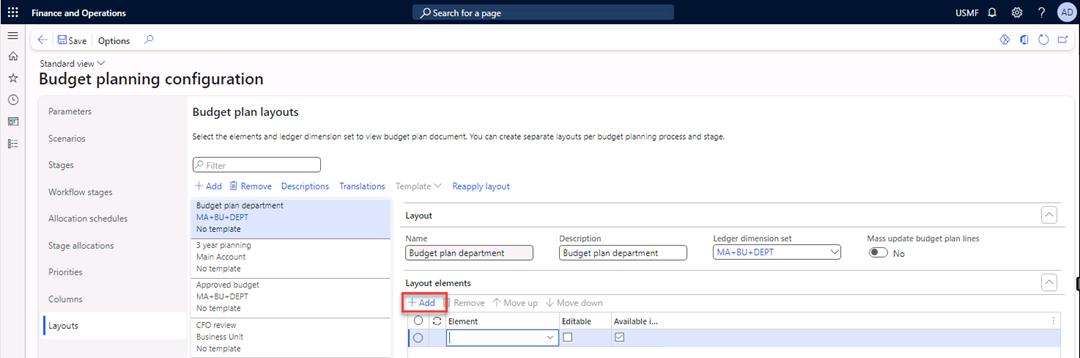 Finance and Operations
Search for a page
USMF
?
AD
Save
Options
Standard view
Budget planning configuration
Parameters
Scenarios
Stages
Workflow stages
Allocation schedules
Stage allocations
Priorities
Columns
Layouts
Budget plan layouts
Select the elements and ledger dimension set to view budget plan document. You can create separate layouts per budget planning process and stage.
Filter
+ Add Remove Descriptions Translations Template Reapply layout
Budget plan department
MA+BU+DEPT
No template
3 year planning
Main Account
No template
Approved budget
MA+BU+DEPT
No template
CFO review
Business Unit
No template
Layout
Name
Budget plan department
Description
Budget plan department
Ledger dimension set
MA+BU+DEPT
Mass update budget plan lines
No
Layout elements
+ Add Remove Move up Move down
Element Editable Available i...